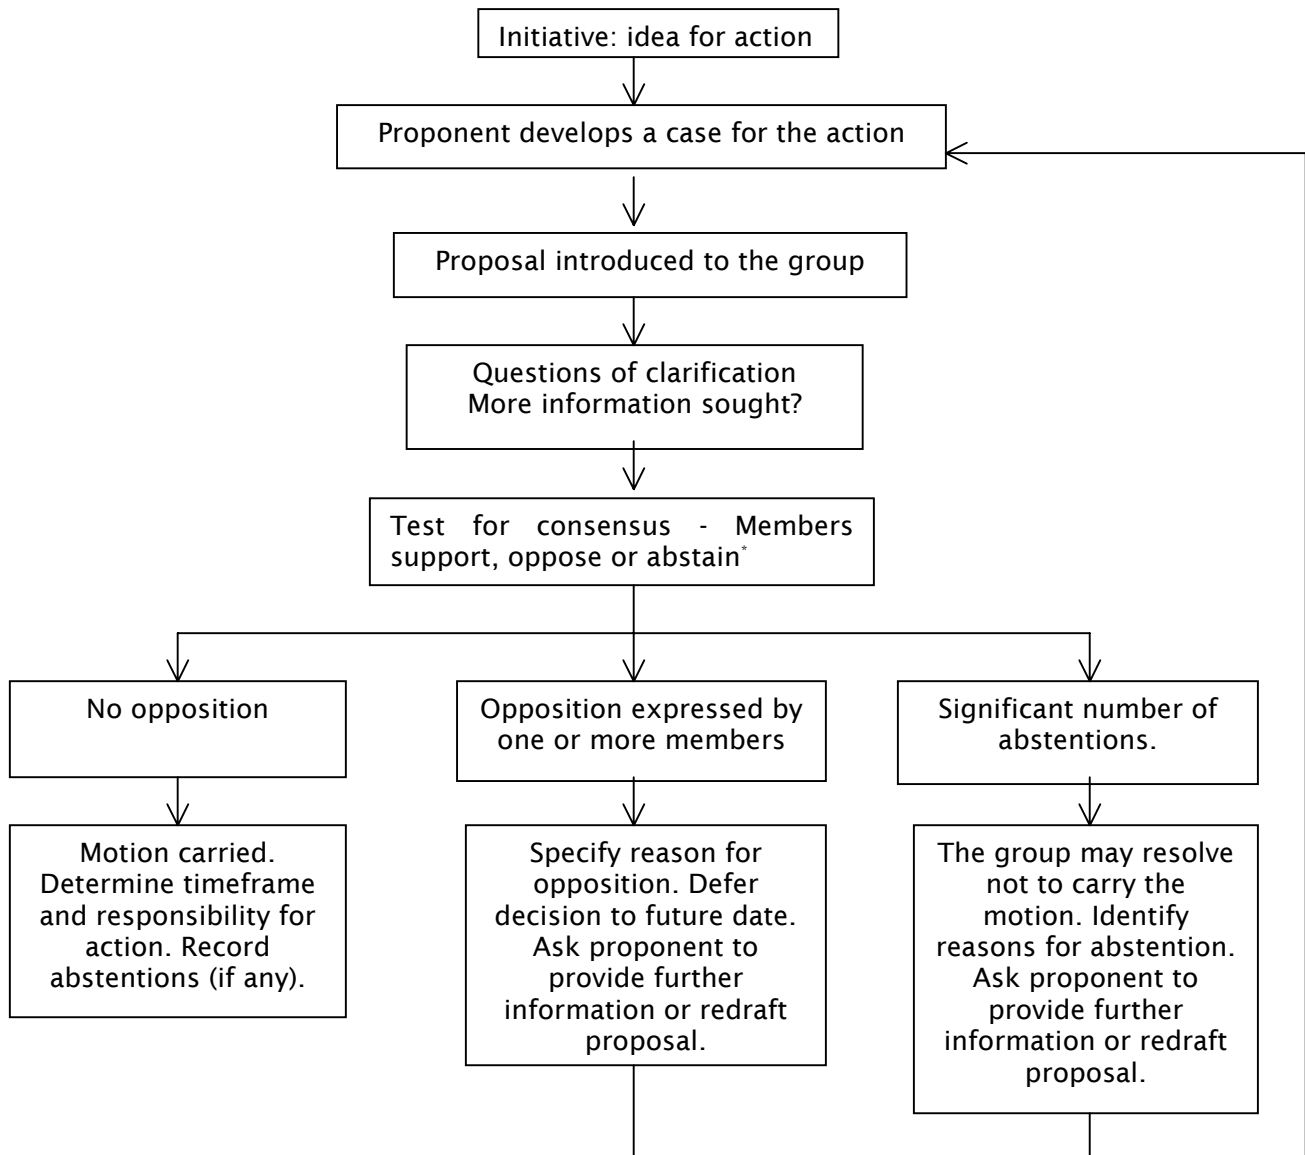 Initiative: idea for action
Proponent develops a case for the action
Proposal introduced to the group
Questions of clarification
More information sought?
Test for consensus - Members
support, oppose or abstain*
No opposition
Opposition expressed by
one or more members
Significant number of
abstentions.
Motion carried.
Determine timeframe
and responsibility for
action. Record
abstentions (if any).
Specify reason for
opposition. Defer
decision to future date.
Ask proponent to
provide further
information or redraft
proposal.
The group may resolve
not to carry the
motion. Identify
reasons for abstention.
Ask proponent to
provide further
information or redraft
proposal.